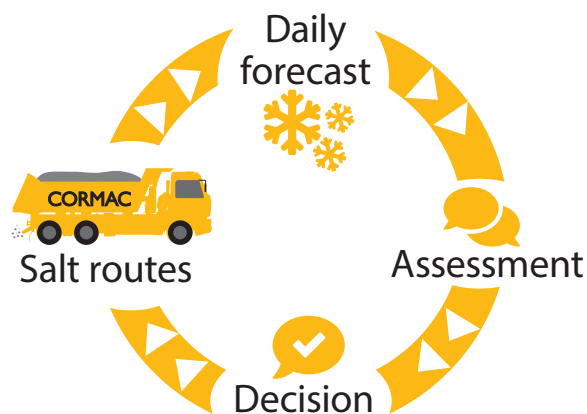 Daily
forecast
CORMAC
Salt routes
Assessment
Decision